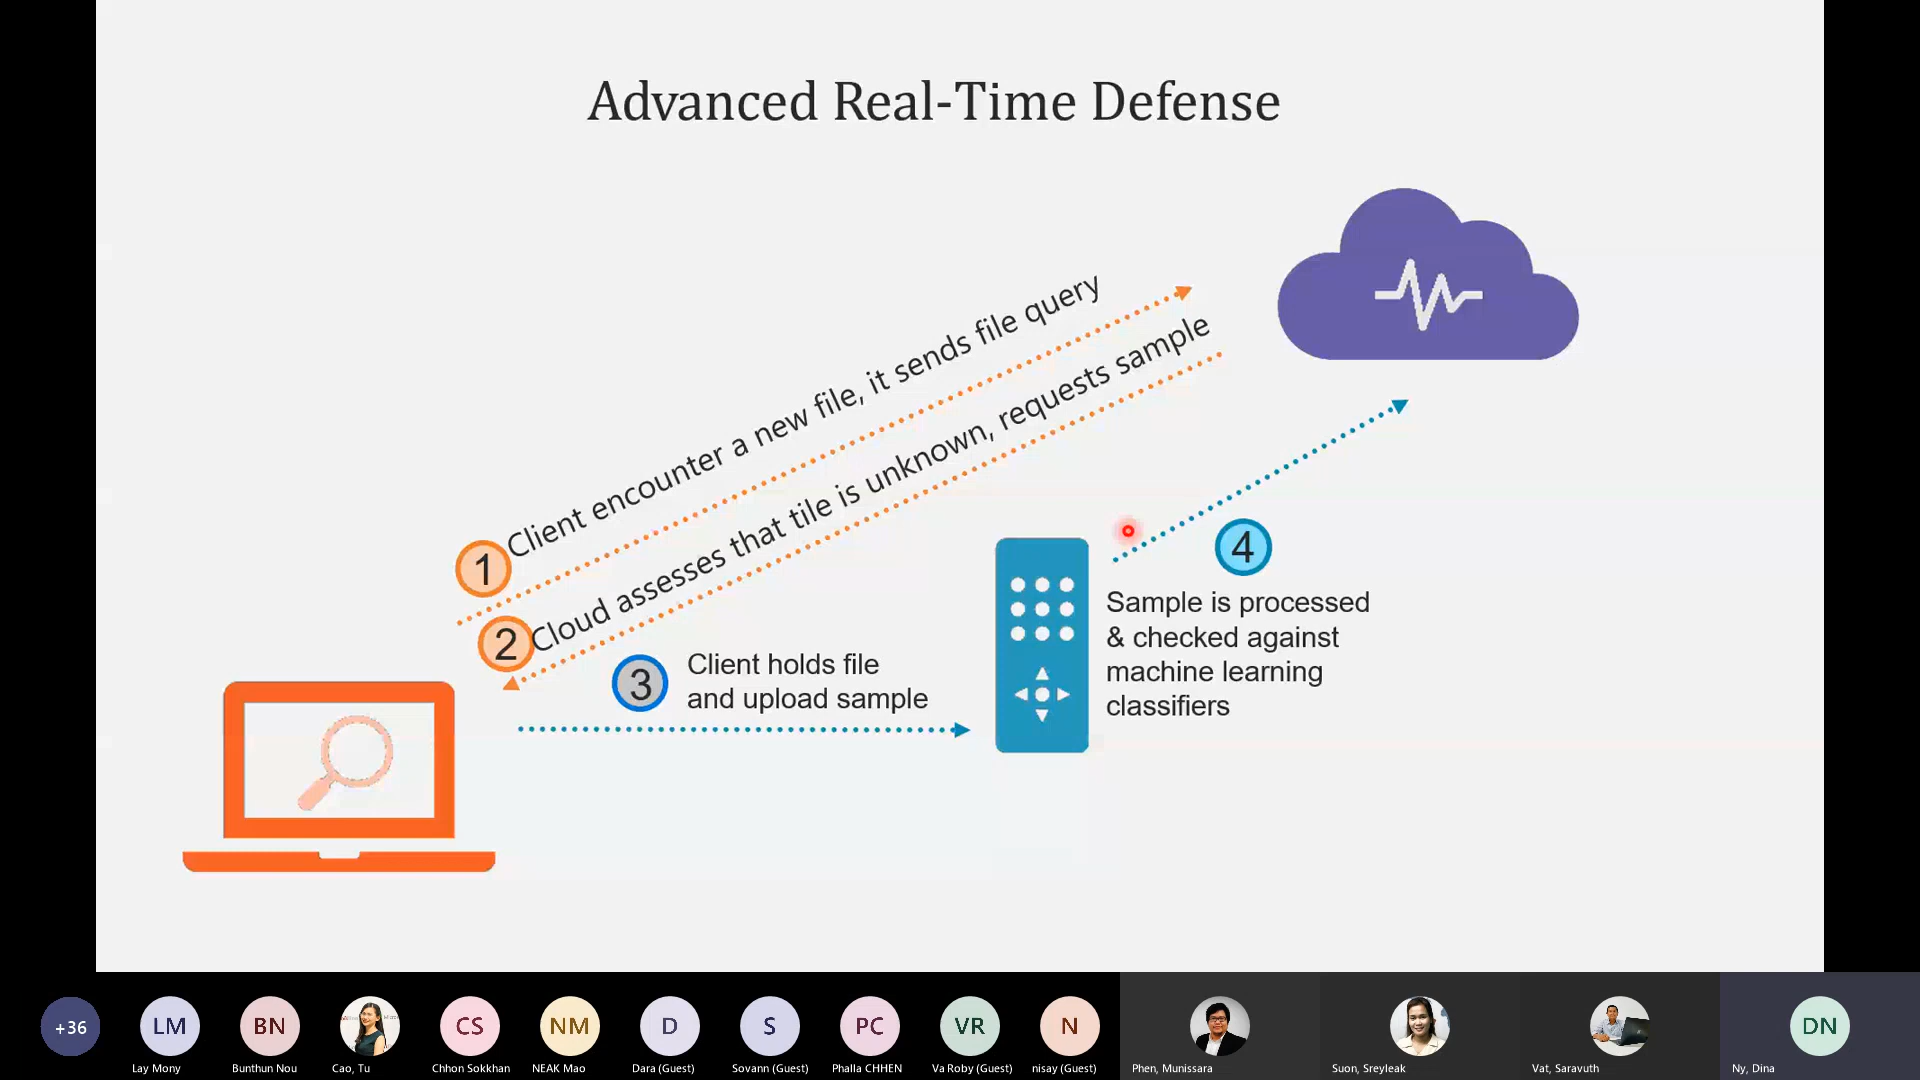 Advanced Real-Time Defense
1 Client encounter a new file, it sends file query
2 Cloud assesses that tile is unknown, requests sample
3 Client holds file
and upload sample
4
Sample is processed
& checked against
machine learning
classifiers
+36 LM BN CS NM D S PC VR N DN
Lay Mony Bunthun Nou Cao, Tu Chhon Sokkhan NEAK Mao Dara (Guest) Sovann (Guest) Phalla CHHEN Va Roby (Guest) nisay (Guest) Phen, Munissara Suon, Sreyleak Vat, Saravuth Ny, Dina